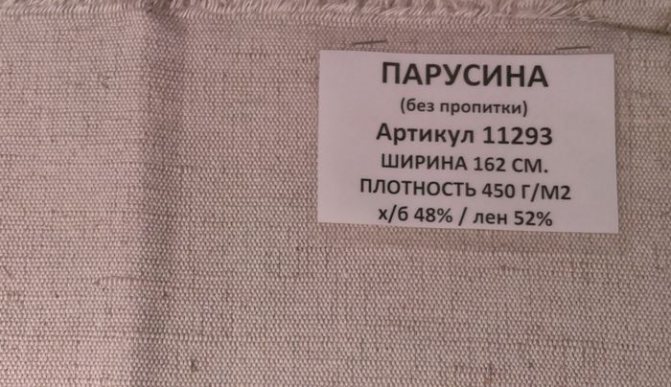 ПАРУСИНА
(без пропитки)
Артикул 11293
ШИРИНА 162 СМ.
ПЛОТНОСТЬ 450 Г/М2
х/б 48% / лен 52%